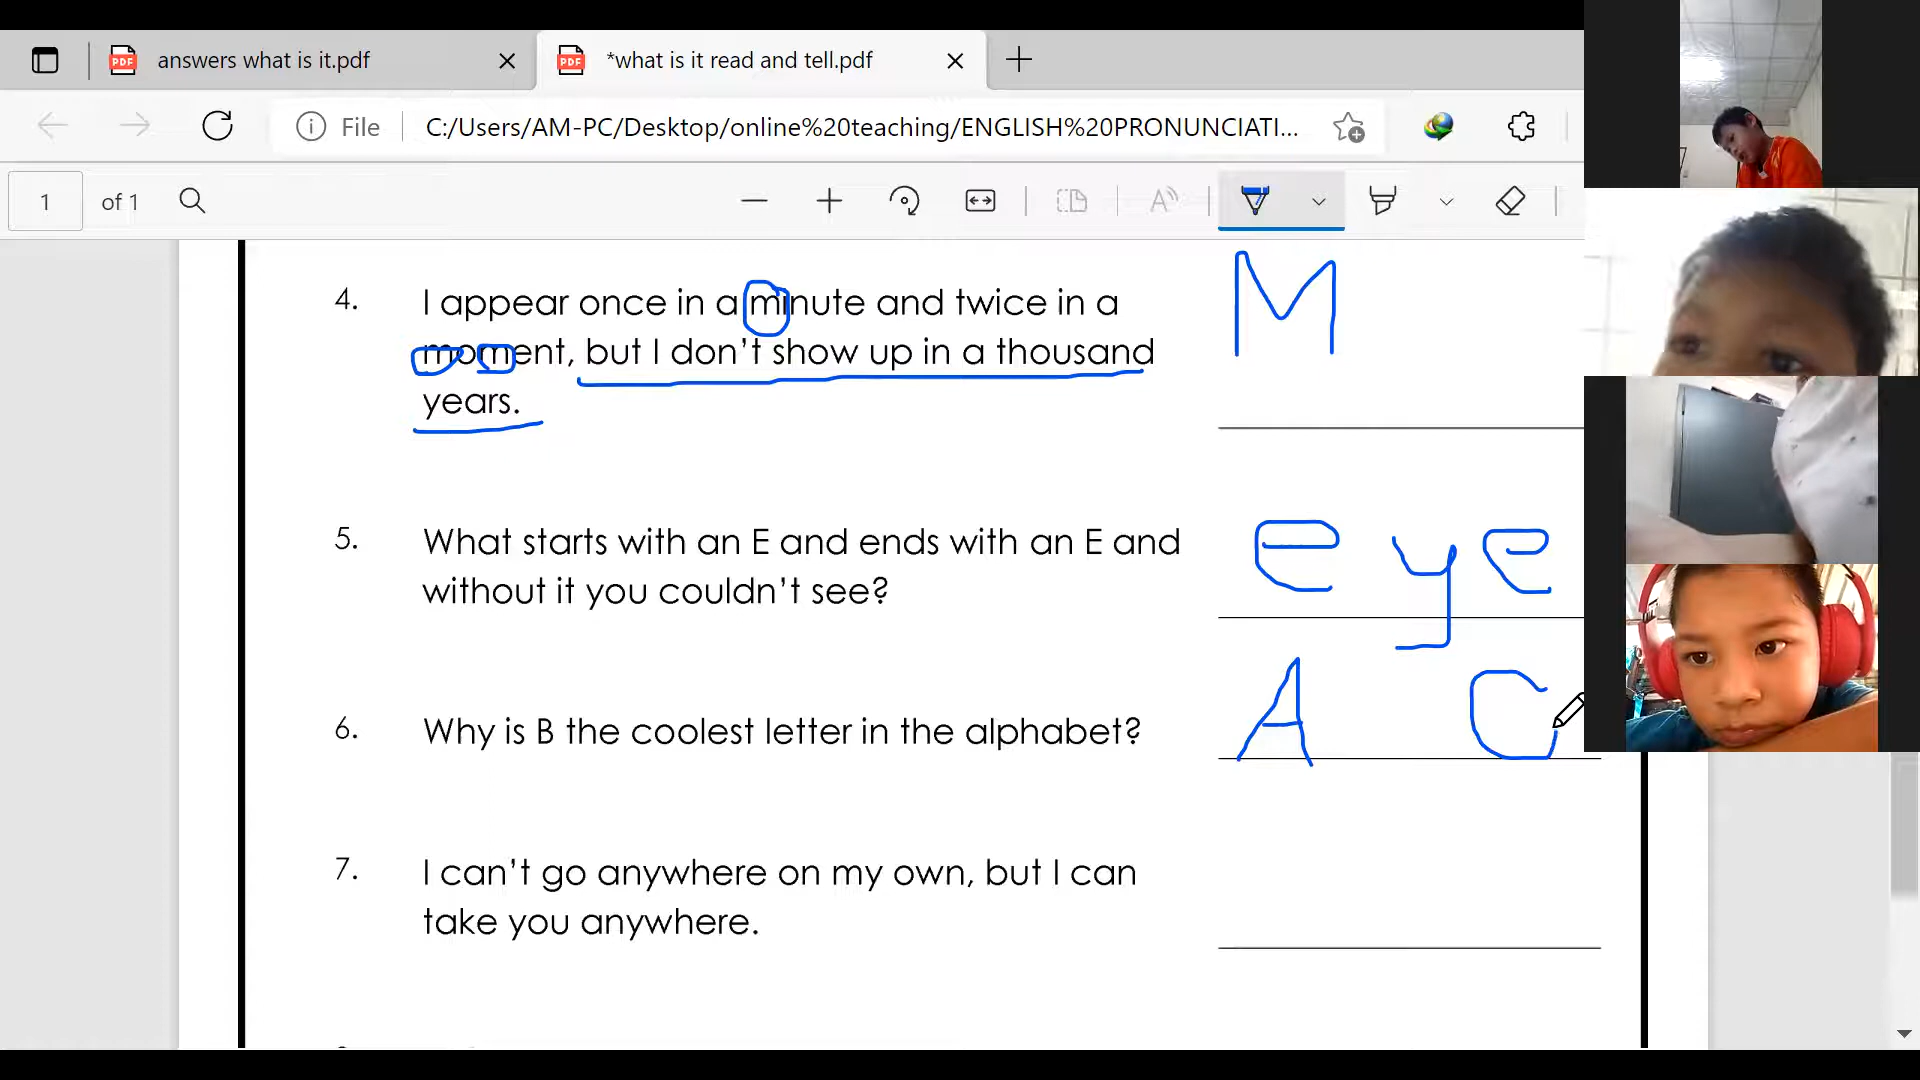 answers what is it.pdf
*what is it read and tell.pdf
File
C:/Users/AM-PC/Desktop/online%20teaching/ENGLISH%20PRONUNCIATI...
1 of 1
4. I appear once in a minute and twice in a
moment, but I don't show up in a thousand
years.
M
5. What starts with an E and ends with an E and
without it you couldn't see?
e y e
6. Why is B the coolest letter in the alphabet?
A C
7. I can't go anywhere on my own, but I can
take you anywhere.